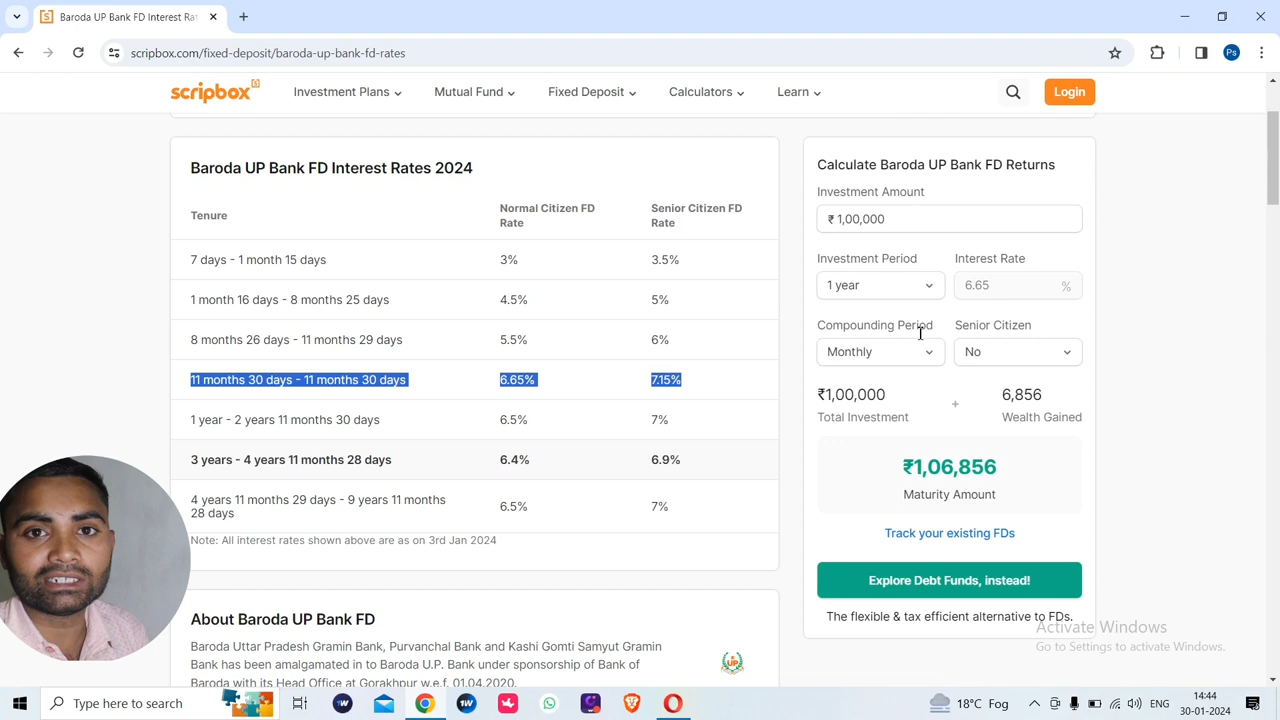 Baroda UP Bank FD Interest Rat
scripbox.com/fixed-deposit/baroda-up-bank-fd-rates
Ps
scripbox
Investment Plans
Mutual Fund
Fixed Deposit
Calculators
Learn
Login
Baroda UP Bank FD Interest Rates 2024
Tenure
Normal Citizen FD Rate
Senior Citizen FD Rate
7 days - 1 month 15 days 3% 3.5%
1 month 16 days - 8 months 25 days 4.5% 5%
8 months 26 days - 11 months 29 days 5.5% 6%
11 months 30 days - 11 months 30 days 6.65% 7.15%
1 year - 2 years 11 months 30 days 6.5% 7%
3 years - 4 years 11 months 28 days 6.4% 6.9%
4 years 11 months 29 days - 9 years 11 months
28 days 6.5% 7%
Note: All interest rates shown above are as on 3rd Jan 2024
About Baroda UP Bank FD
Baroda Uttar Pradesh Gramin Bank, Purvanchal Bank and Kashi Gomti Samyut Gramin
Bank has been amalgamated in to Baroda U.P. Bank under sponsorship of Bank of
Baroda with its Head Office at Gorakhpur w.e.f. 01.04.2020.
UP
Calculate Baroda UP Bank FD Returns
Investment Amount
₹ 1,00,000
Investment Period Interest Rate
1 year 6.65 %
Compounding Period Senior Citizen
Monthly No
₹1,00,000 + 6,856
Total Investment Wealth Gained
₹1,06,856
Maturity Amount
Track your existing FDs
Explore Debt Funds, instead!
The flexible & tax efficient alternative to FDs.
Activate Windows
Go to Settings to activate Windows.
Type here to search
18°C Fog
ENG
14:44
30-01-2024